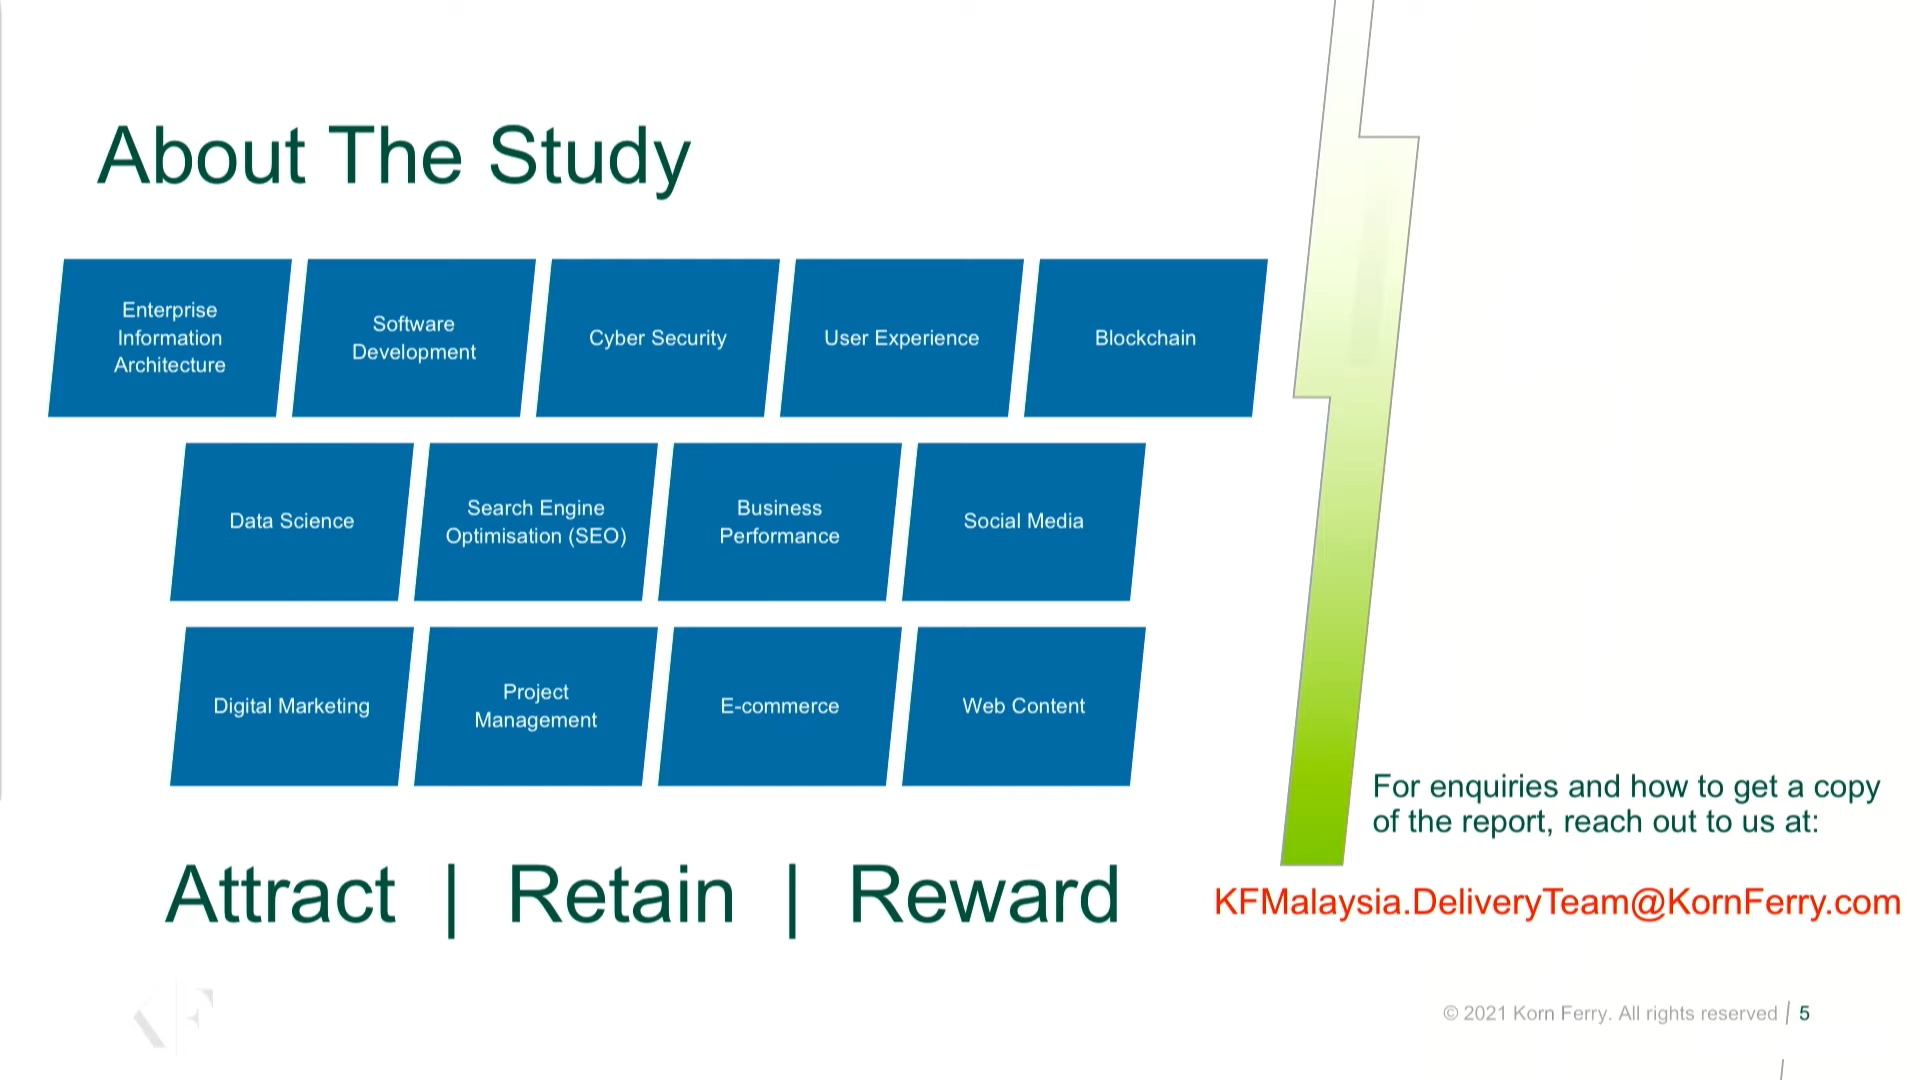 About The Study
Enterprise
Information
Architecture
Software
Development
Cyber Security
User Experience
Blockchain
Data Science
Search Engine
Optimisation (SEO)
Business
Performance
Social Media
Digital Marketing
Project
Management
E-commerce
Web Content
Attract | Retain | Reward
For enquiries and how to get a copy
of the report, reach out to us at:
KFMalaysia.DeliveryTeam@KornFerry.com
KF
© 2021 Korn Ferry. All rights reserved | 5